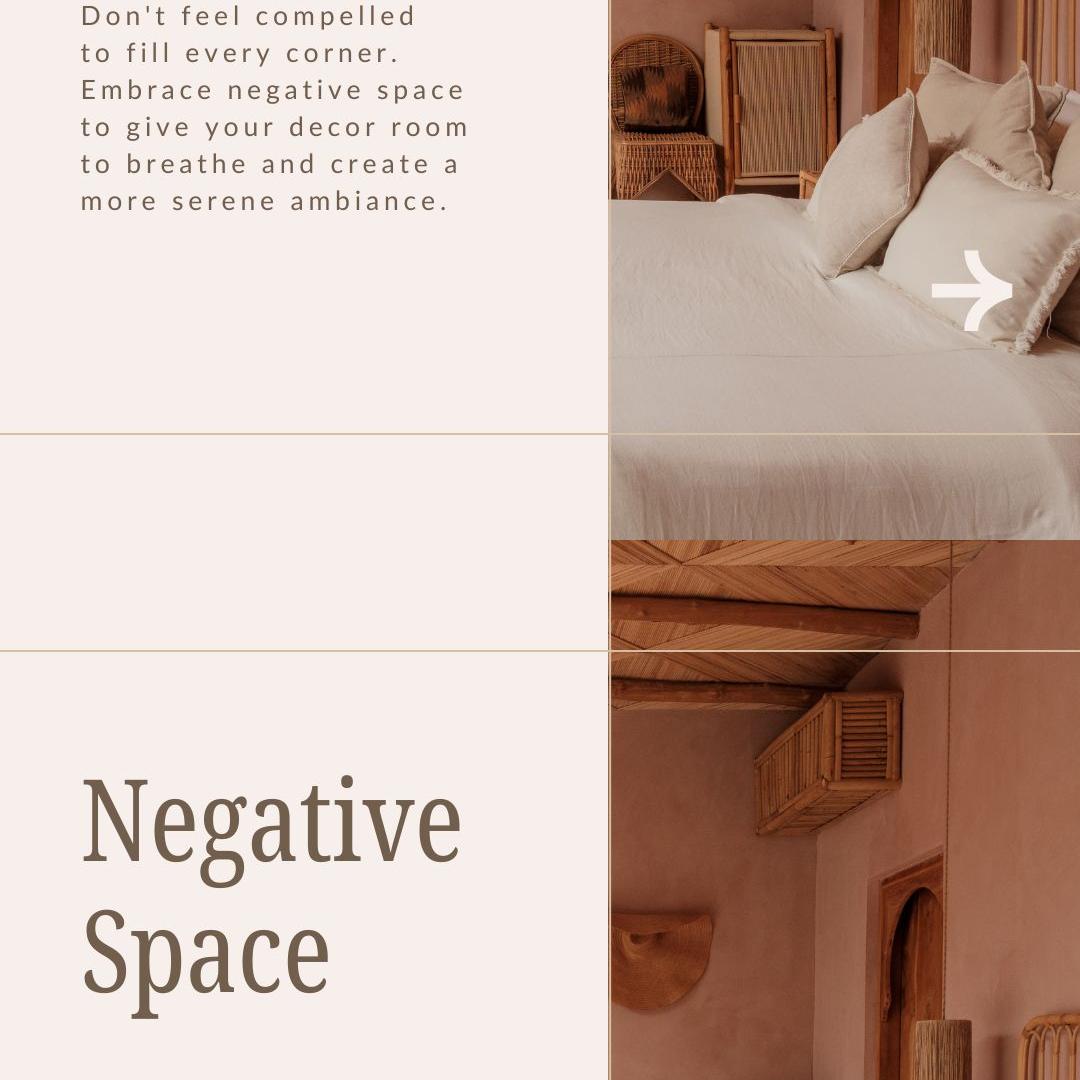 Don't feel compelled
to fill every corner.
Embrace negative space
to give your decor room
to breathe and create a
more serene ambiance.
Negative
Space